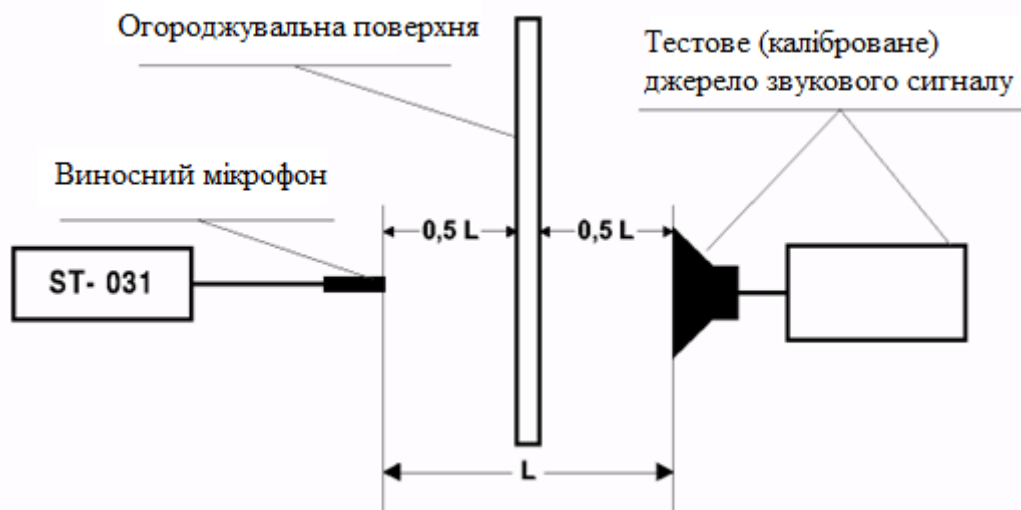 Огороджувальна поверхня
Тестове (каліброване)
джерело звукового сигналу
Виносний мікрофон
0,5 L
0,5 L
ST- 031
L